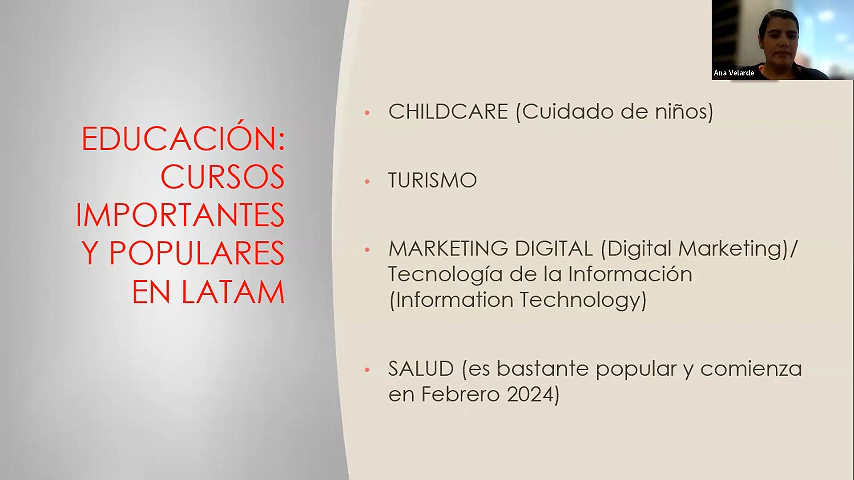 EDUCACIÓN:
CURSOS
IMPORTANTES
Y POPULARES
EN LATAM
CHILDCARE (Cuidado de niños)
TURISMO
MARKETING DIGITAL (Digital Marketing)/
Tecnología de la Información
(Information Technology)
SALUD (es bastante popular y comienza
en Febrero 2024)
Ana Velarde